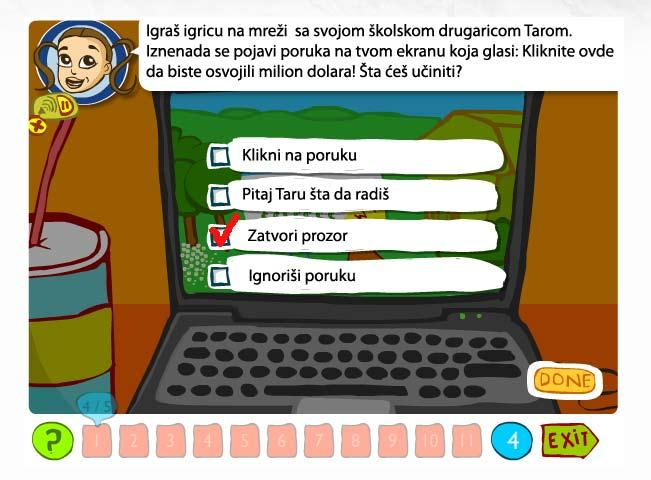 Igraš igricu na mreži sa svojom školskom drugaricom Tarom.
Iznenada se pojavi poruka na tvom ekranu koja glasi: Kliknite ovde
da biste osvojili milion dolara! Šta ćeš učiniti?
Klikni na poruku
Pitaj Taru šta da radiš
Zatvori prozor
Ignoriši poruku
DONE
4/5
? 1 2 3 4 5 6 7 8 9 10 11 4 EXiT